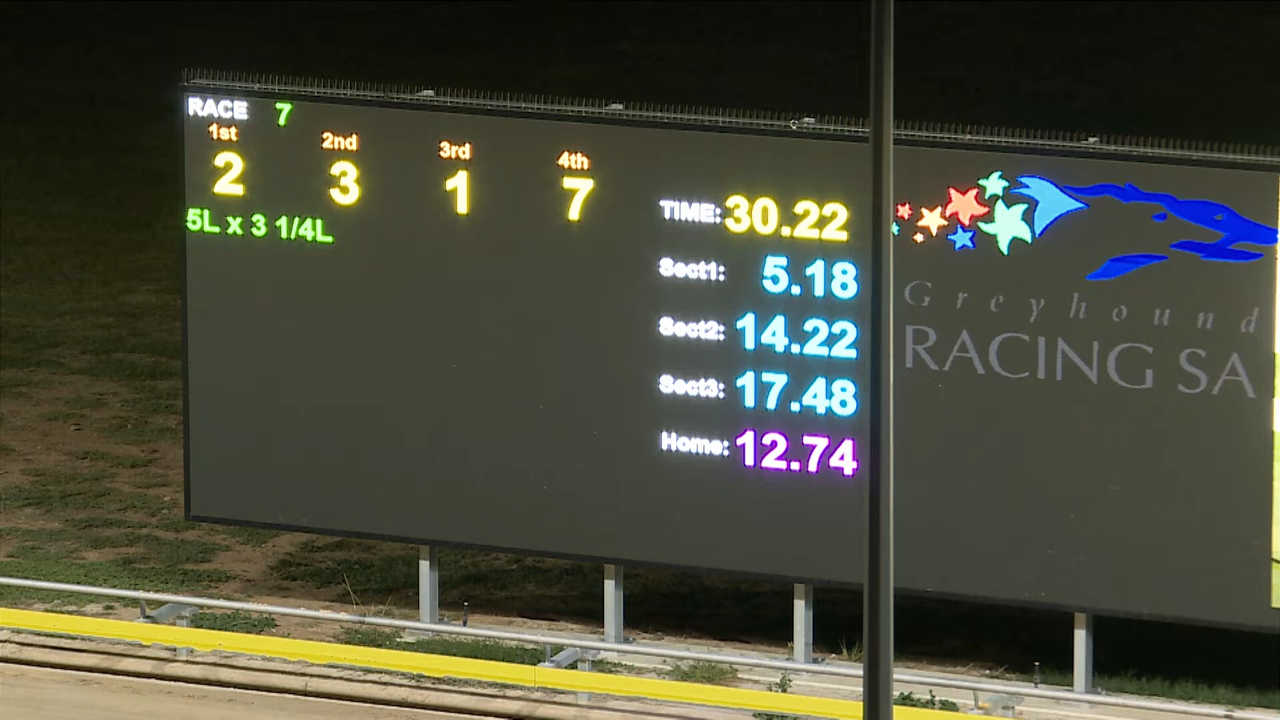 RACE 7
1st 2nd 3rd 4th
2 3 1 7
5L x 3 1/4L
TIME: 30.22
Sect1: 5.18
Sect2: 14.22
Sect3: 17.48
Home: 12.74
Greyhound
RACING SA